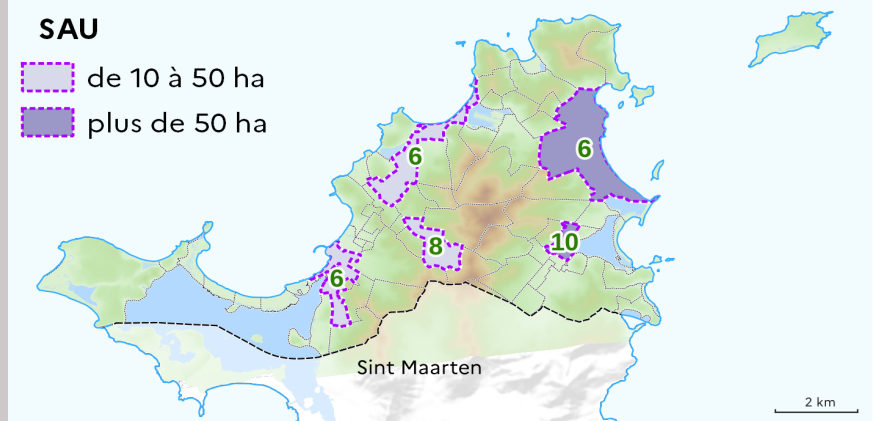 SAU
de 10 à 50 ha
plus de 50 ha
6
6
8
10
6
Sint Maarten
2 km